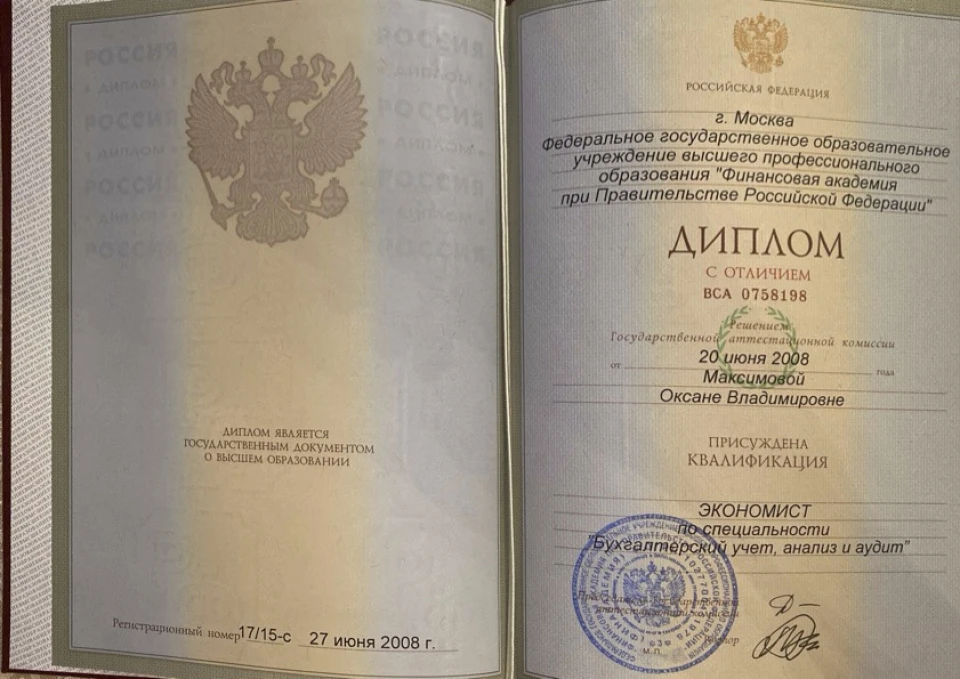 ДИПЛОМ ЯВЛЯЕТСЯ
ГОСУДАРСТВЕННЫМ ДОКУМЕНТОМ
О ВЫСШЕМ ОБРАЗОВАНИИ
Регистрационный номер 17/15-с 27 июня 2008 г.
РОССИЙСКАЯ ФЕДЕРАЦИЯ
г. Москва
Федеральное государственное образовательное
учреждение высшего профессионального
образования "Финансовая академия
при Правительстве Российской Федерации"
ДИПЛОМ
С ОТЛИЧИЕМ
ВСА 0758198
Решением
Государственной аттестационной комиссии
от 20 июня 2008 года
Максимовой
Оксане Владимировне
ПРИСУЖДЕНА
КВАЛИФИКАЦИЯ
ЭКОНОМИСТ
по специальности
"Бухгалтерский учет, анализ и аудит"
М.П.